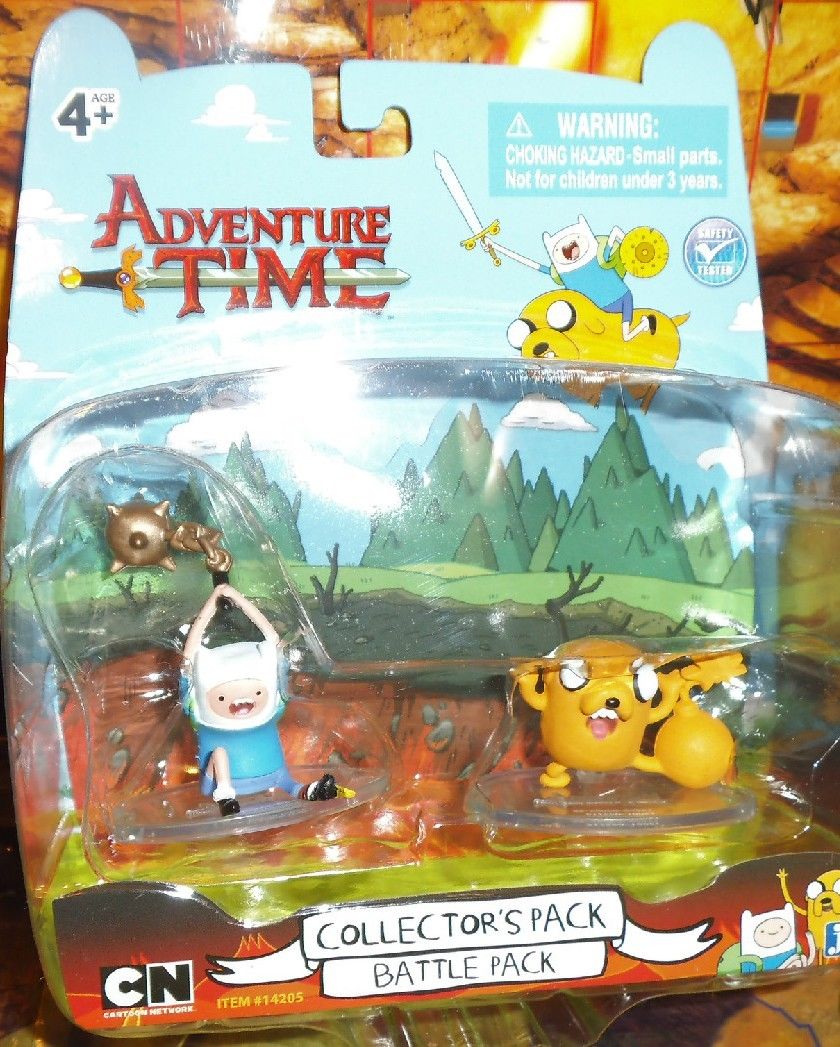 AGE
4+
WARNING:
CHOKING HAZARD-Small parts.
Not for children under 3 years.
ADVENTURE
TIME
SAFETY
TESTED
COLLECTOR'S PACK
BATTLE PACK
CN
CARTOON NETWORK
ITEM #14205